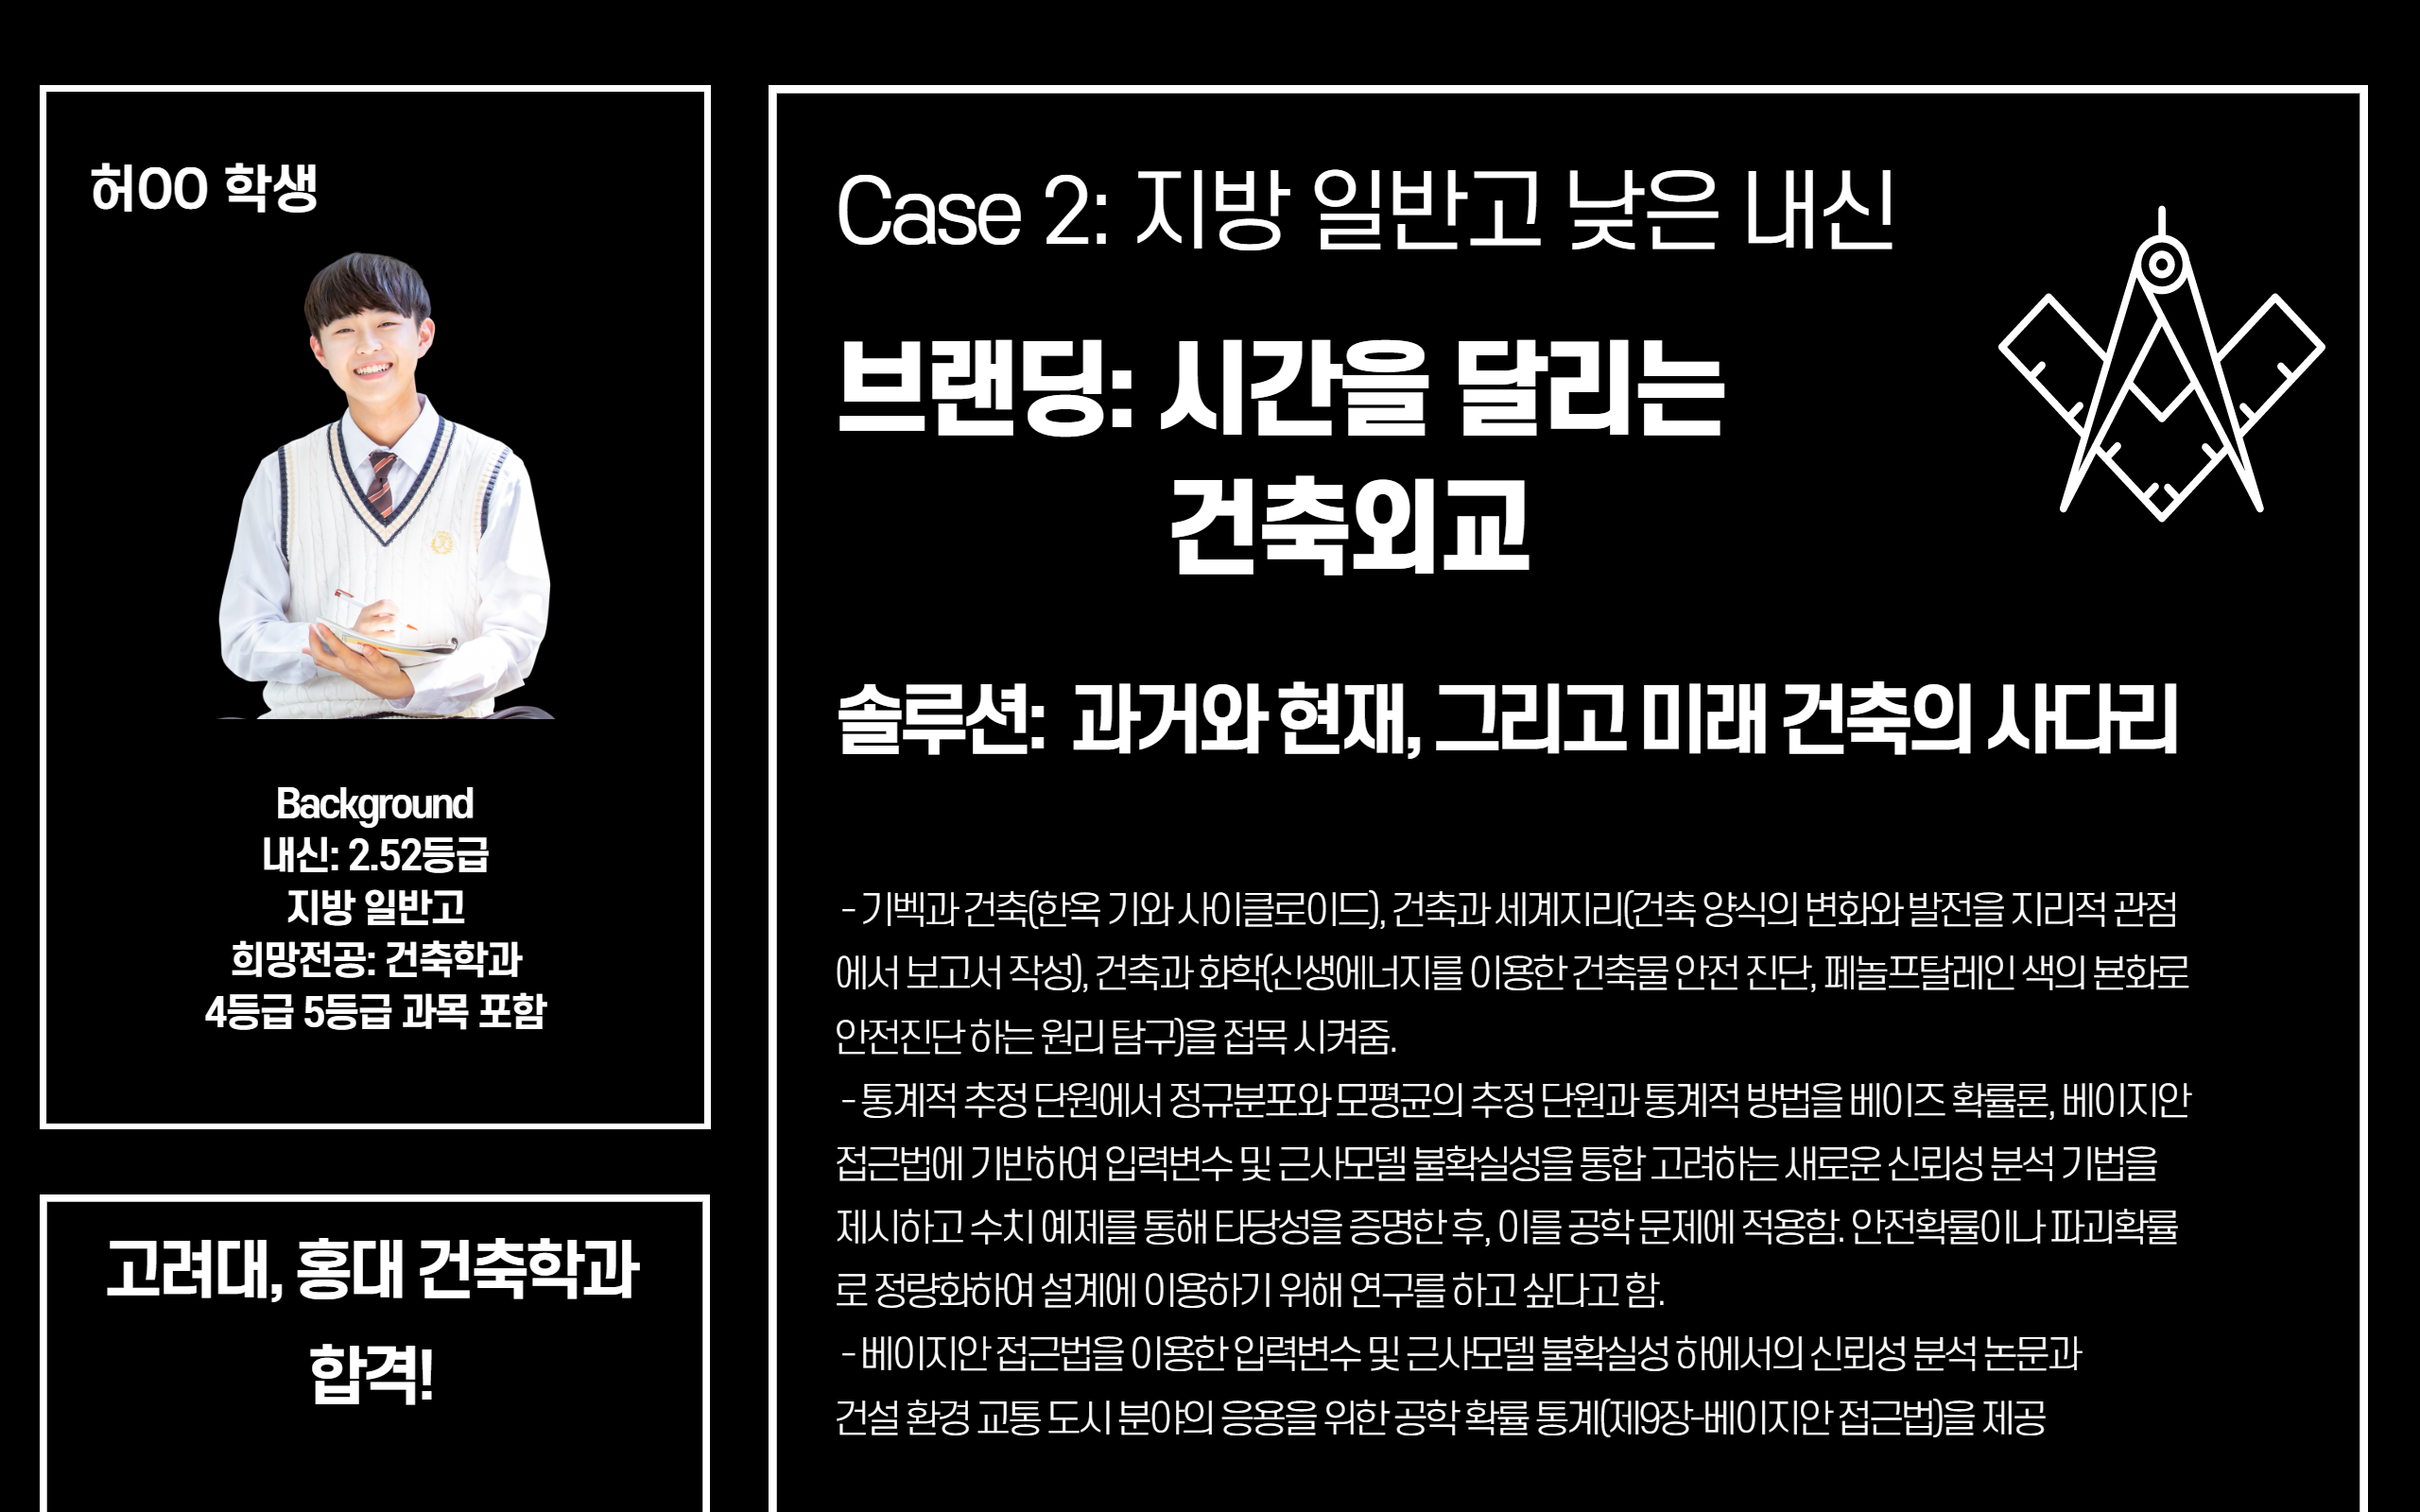 허OO 학생
Background
내신: 2.52등급
지방 일반고
희망전공: 건축학과
4등급 5등급 과목 포함
고려대, 홍대 건축학과
합격!
Case 2: 지방 일반고 낮은 내신
브랜딩: 시간을 달리는
건축외교
솔루션: 과거와 현재, 그리고 미래 건축의 사다리
- 기벡과 건축(한옥 기와 사이클로이드), 건축과 세계지리(건축 양식의 변화와 발전을 지리적 관점
에서 보고서 작성), 건축과 화학(신생에너지를 이용한 건축물 안전 진단, 페놀프탈레인 색의 뵨화로
안전진단 하는 원리 탐구)을 접목 시켜줌.
- 통계적 추정 단원에서 정규분포와 모평균의 추정 단원과 통계적 방법을 베이즈 확률론, 베이지안
접근법에 기반하여 입력변수 및 근사모델 불확실성을 통합 고려하는 새로운 신뢰성 분석 기법을
제시하고 수치 예제를 통해 타당성을 증명한 후, 이를 공학 문제에 적용함. 안전확률이나 파괴확률
로 정량화하여 설계에 이용하기 위해 연구를 하고 싶다고 함.
- 베이지안 접근법을 이용한 입력변수 및 근사모델 불확실성 하에서의 신뢰성 분석 논문과
건설 환경 교통 도시 분야의 응용을 위한 공학 확률 통계(제9장-베이지안 접근법)을 제공